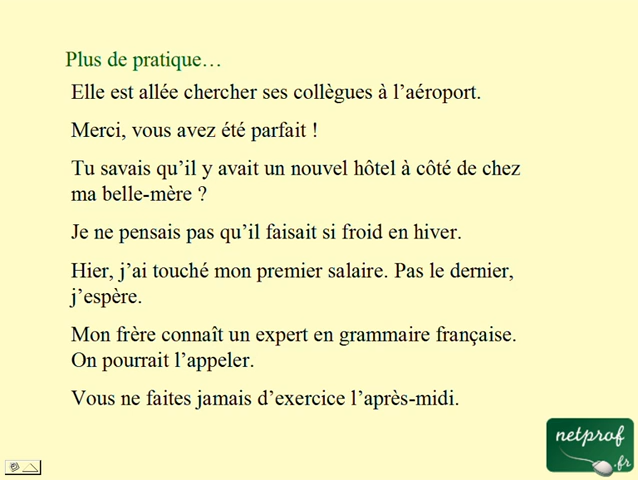 Plus de pratique…
Elle est allée chercher ses collègues à l’aéroport.
Merci, vous avez été parfait !
Tu savais qu’il y avait un nouvel hôtel à côté de chez
ma belle-mère ?
Je ne pensais pas qu’il faisait si froid en hiver.
Hier, j’ai touché mon premier salaire. Pas le dernier,
j’espère.
Mon frère connaît un expert en grammaire française.
On pourrait l’appeler.
Vous ne faites jamais d’exercice l’après-midi.
netprof
.fr